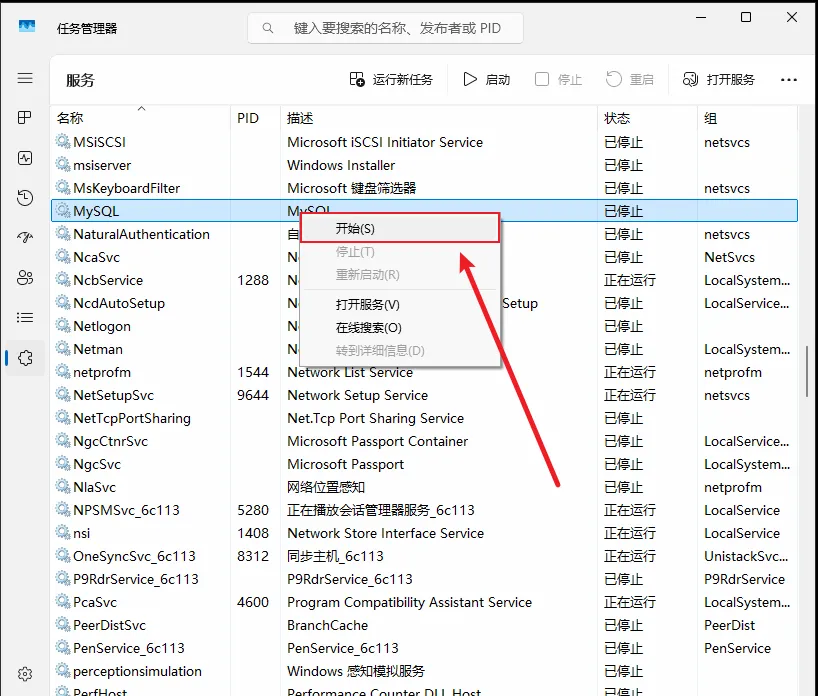 任务管理器
键入要搜索的名称、发布者或 PID
服务 运行新任务 启动 停止 重启 打开服务
名称 PID 描述 状态 组
MSiSCSI Microsoft iSCSI Initiator Service 已停止 netsvcs
msiserver Windows Installer 已停止
MsKeyboardFilter Microsoft 键盘筛选器 已停止 netsvcs
MySQL MySQL 已停止
开始(S)
NaturalAuthentication 自 已停止 netsvcs
停止(T)
NcaSvc 已停止 NetSvcs
重新启动(R)
NcbService 1288 正在运行 LocalSystem...
打开服务(V)
NcdAutoSetup Setup 已停止 LocalService...
在线搜索(O)
Netlogon 已停止
转到详细信息(D)
Netman 已停止 LocalSystem...
netprofm 1544 Network List Service 正在运行 netprofm
NetSetupSvc 9644 Network Setup Service 正在运行 netsvcs
NetTcpPortSharing Net.Tcp Port Sharing Service 已停止
NgcCtnrSvc Microsoft Passport Container 已停止 LocalService...
NgcSvc Microsoft Passport 已停止 LocalSystem...
NlaSvc 网络位置感知 已停止 netprofm
NPSMSvc_6c113 5280 正在播放会话管理器服务_6c113 正在运行 LocalService
nsi 1408 Network Store Interface Service 正在运行 LocalService
OneSyncSvc_6c113 8312 同步主机_6c113 正在运行 UnistackSvc...
P9RdrService_6c113 P9RdrService_6c113 已停止 P9RdrService
PcaSvc 4600 Program Compatibility Assistant Service 正在运行 LocalSystem...
PeerDistSvc BranchCache 已停止 PeerDist
PenService_6c113 PenService_6c113 已停止 PenService
perceptionsimulation Windows 感知模拟服务 已停止
PerfHost Performance Counter DLL Host 已停止